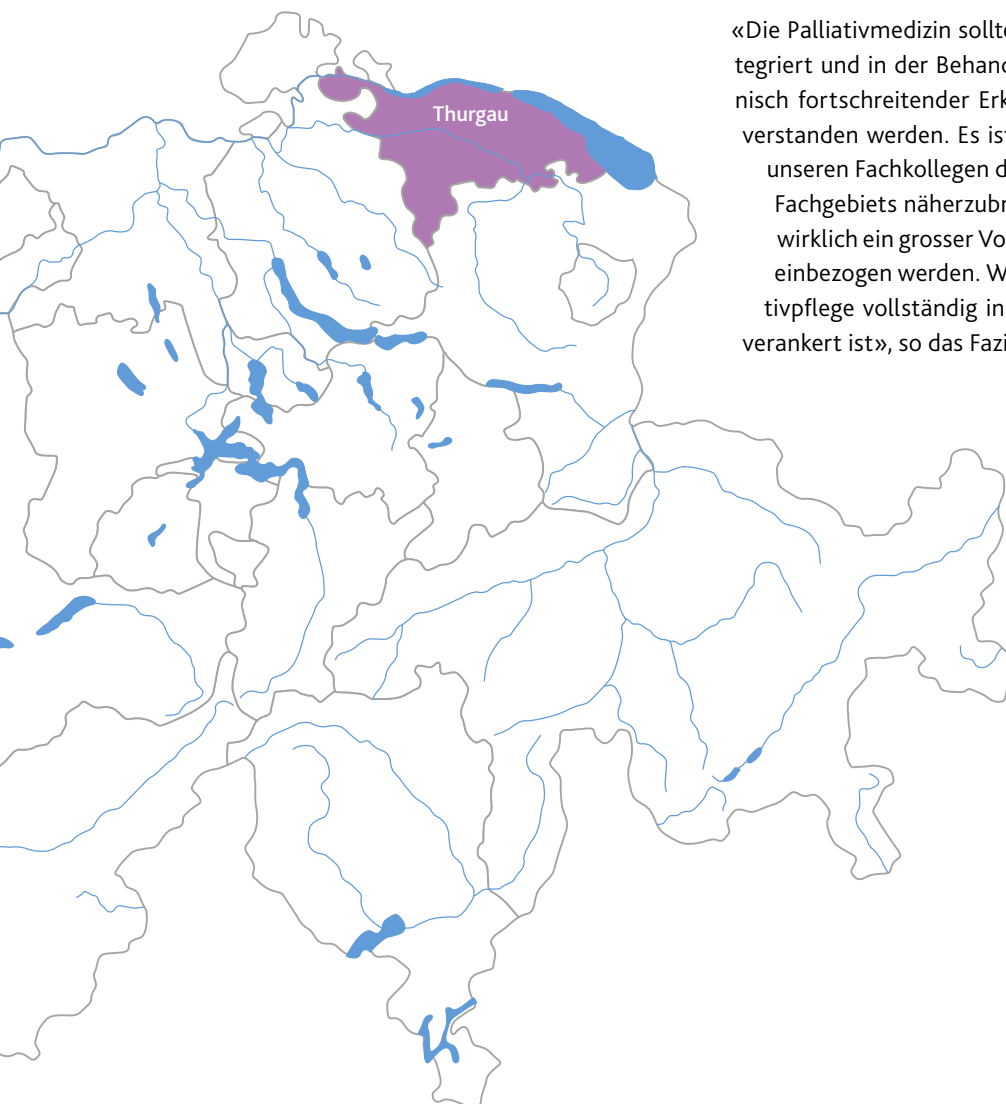 «Die Palliativmedizin sollte
tegriert und in der Behand
nisch fortschreitender Erk
verstanden werden. Es ist
unseren Fachkollegen d
Fachgebiets näherzubr
wirklich ein grosser Vo
einbezogen werden. W
tivpflege vollständig in
verankert ist», so das Fazi
Thurgau